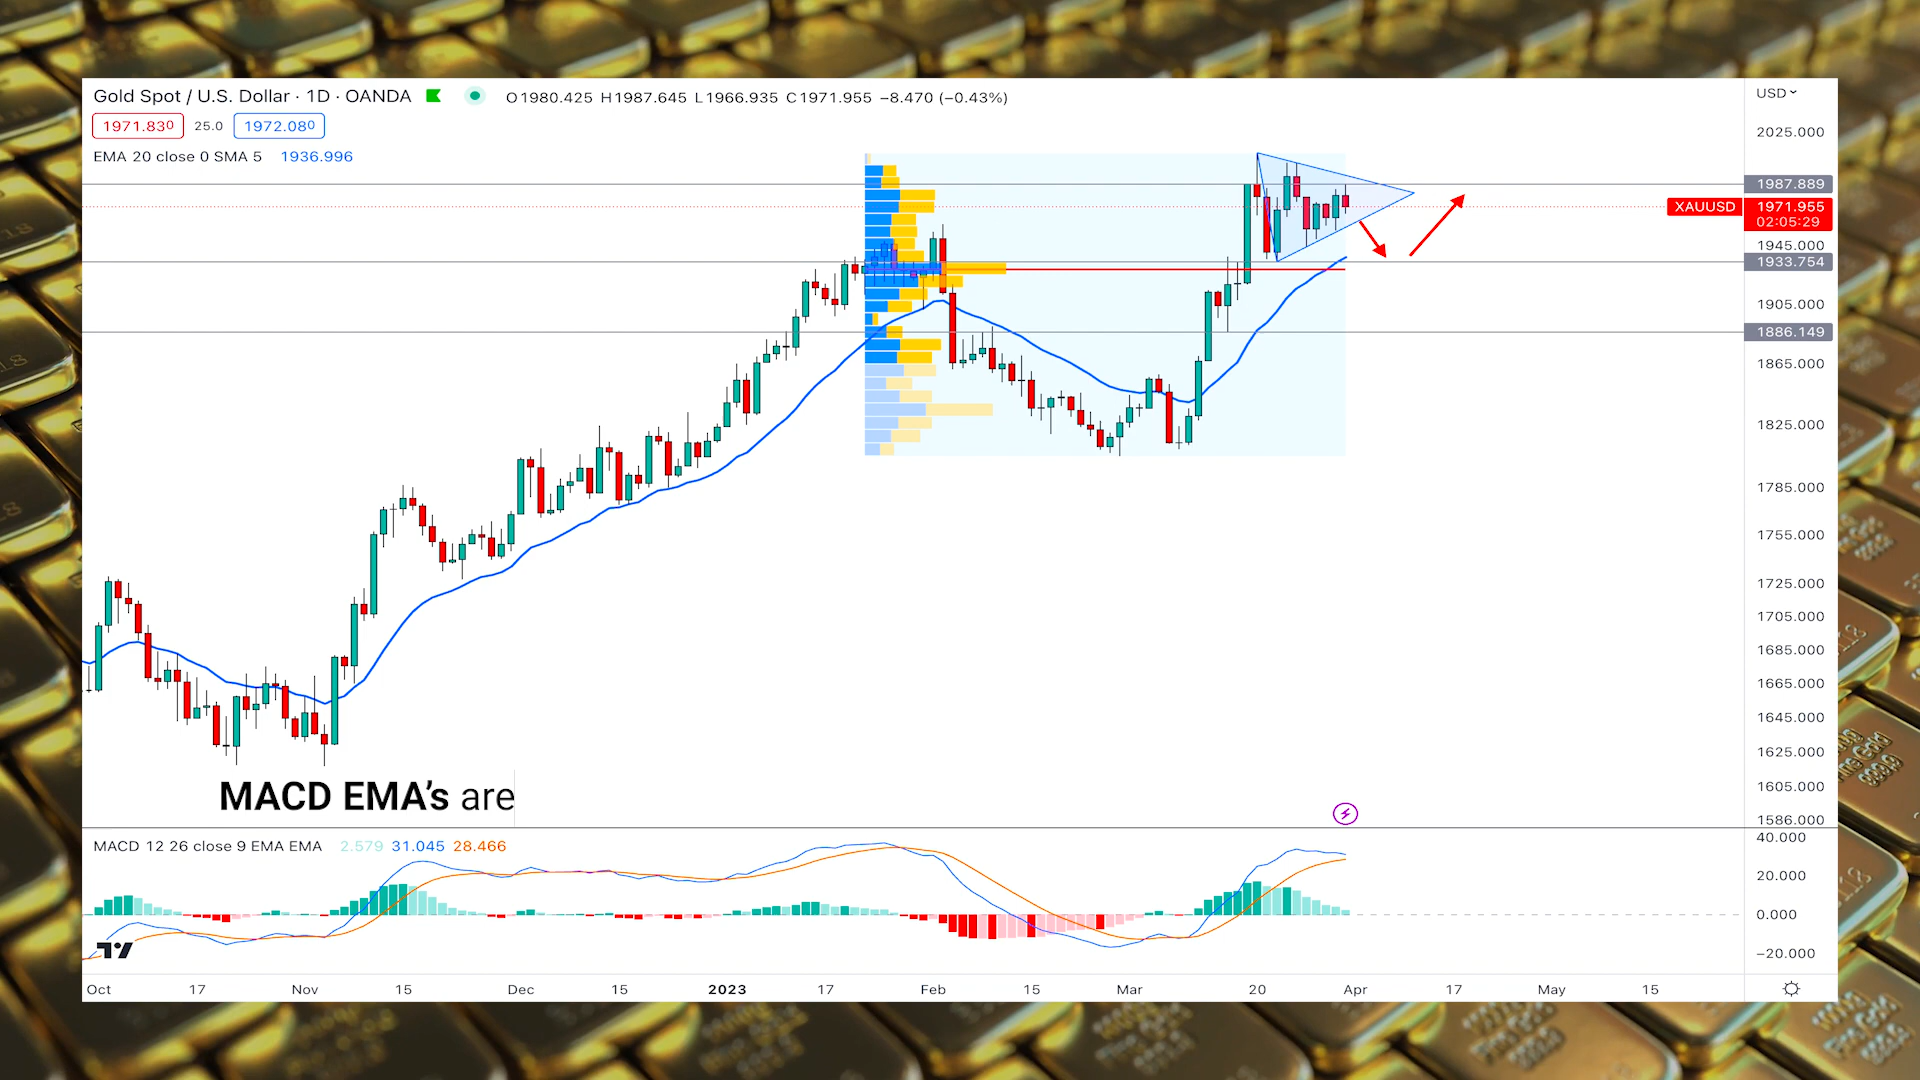 Gold Spot / U.S. Dollar · 1D · OANDA
O1980.425 H1987.645 L1966.935 C1971.955 −8.470 (−0.43%)
1971.830 25.0 1972.080
EMA 20 close 0 SMA 5 1936.996
USD
2025.000
1987.889
XAUUSD 1971.955
02:05:29
1945.000
1933.754
1905.000
1886.149
1865.000
1825.000
1785.000
1755.000
1725.000
1705.000
1685.000
1665.000
1645.000
1625.000
1605.000
1586.000
MACD EMA’s are
MACD 12 26 close 9 EMA EMA 2.579 31.045 28.466
40.000
20.000
0.000
−20.000
Oct 17 Nov 15 Dec 15 2023 17 Feb 15 Mar 20 Apr 17 May 15